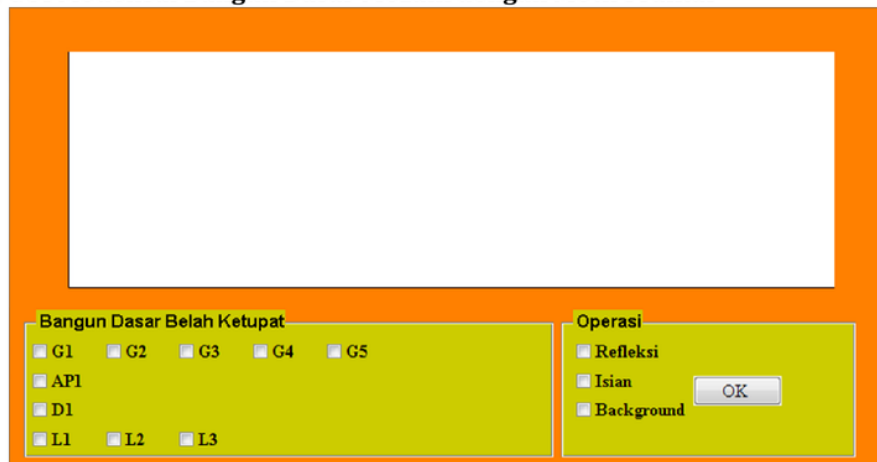 Bangun Dasar Belah Ketupat
G1 G2 G3 G4 G5
AP1
D1
L1 L2 L3
Operasi
Refleksi
Isian
Background
OK